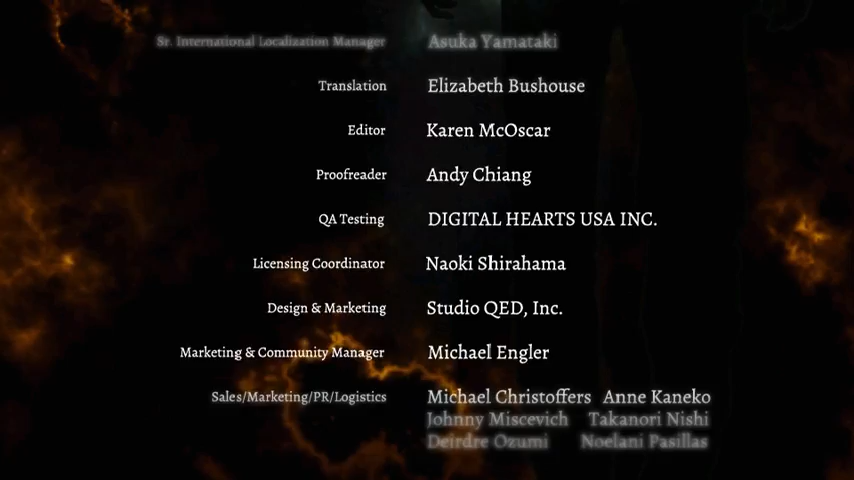 Sr. International Localization Manager Asuka Yamataki
Translation Elizabeth Bushouse
Editor Karen McOscar
Proofreader Andy Chiang
QA Testing DIGITAL HEARTS USA INC.
Licensing Coordinator Naoki Shirahama
Design & Marketing Studio QED, Inc.
Marketing & Community Manager Michael Engler
Sales/Marketing/PR/Logistics Michael Christoffers Anne Kaneko
Johnny Miscevich Takanori Nishi
Deirdre Ozumi Noelani Pasillas